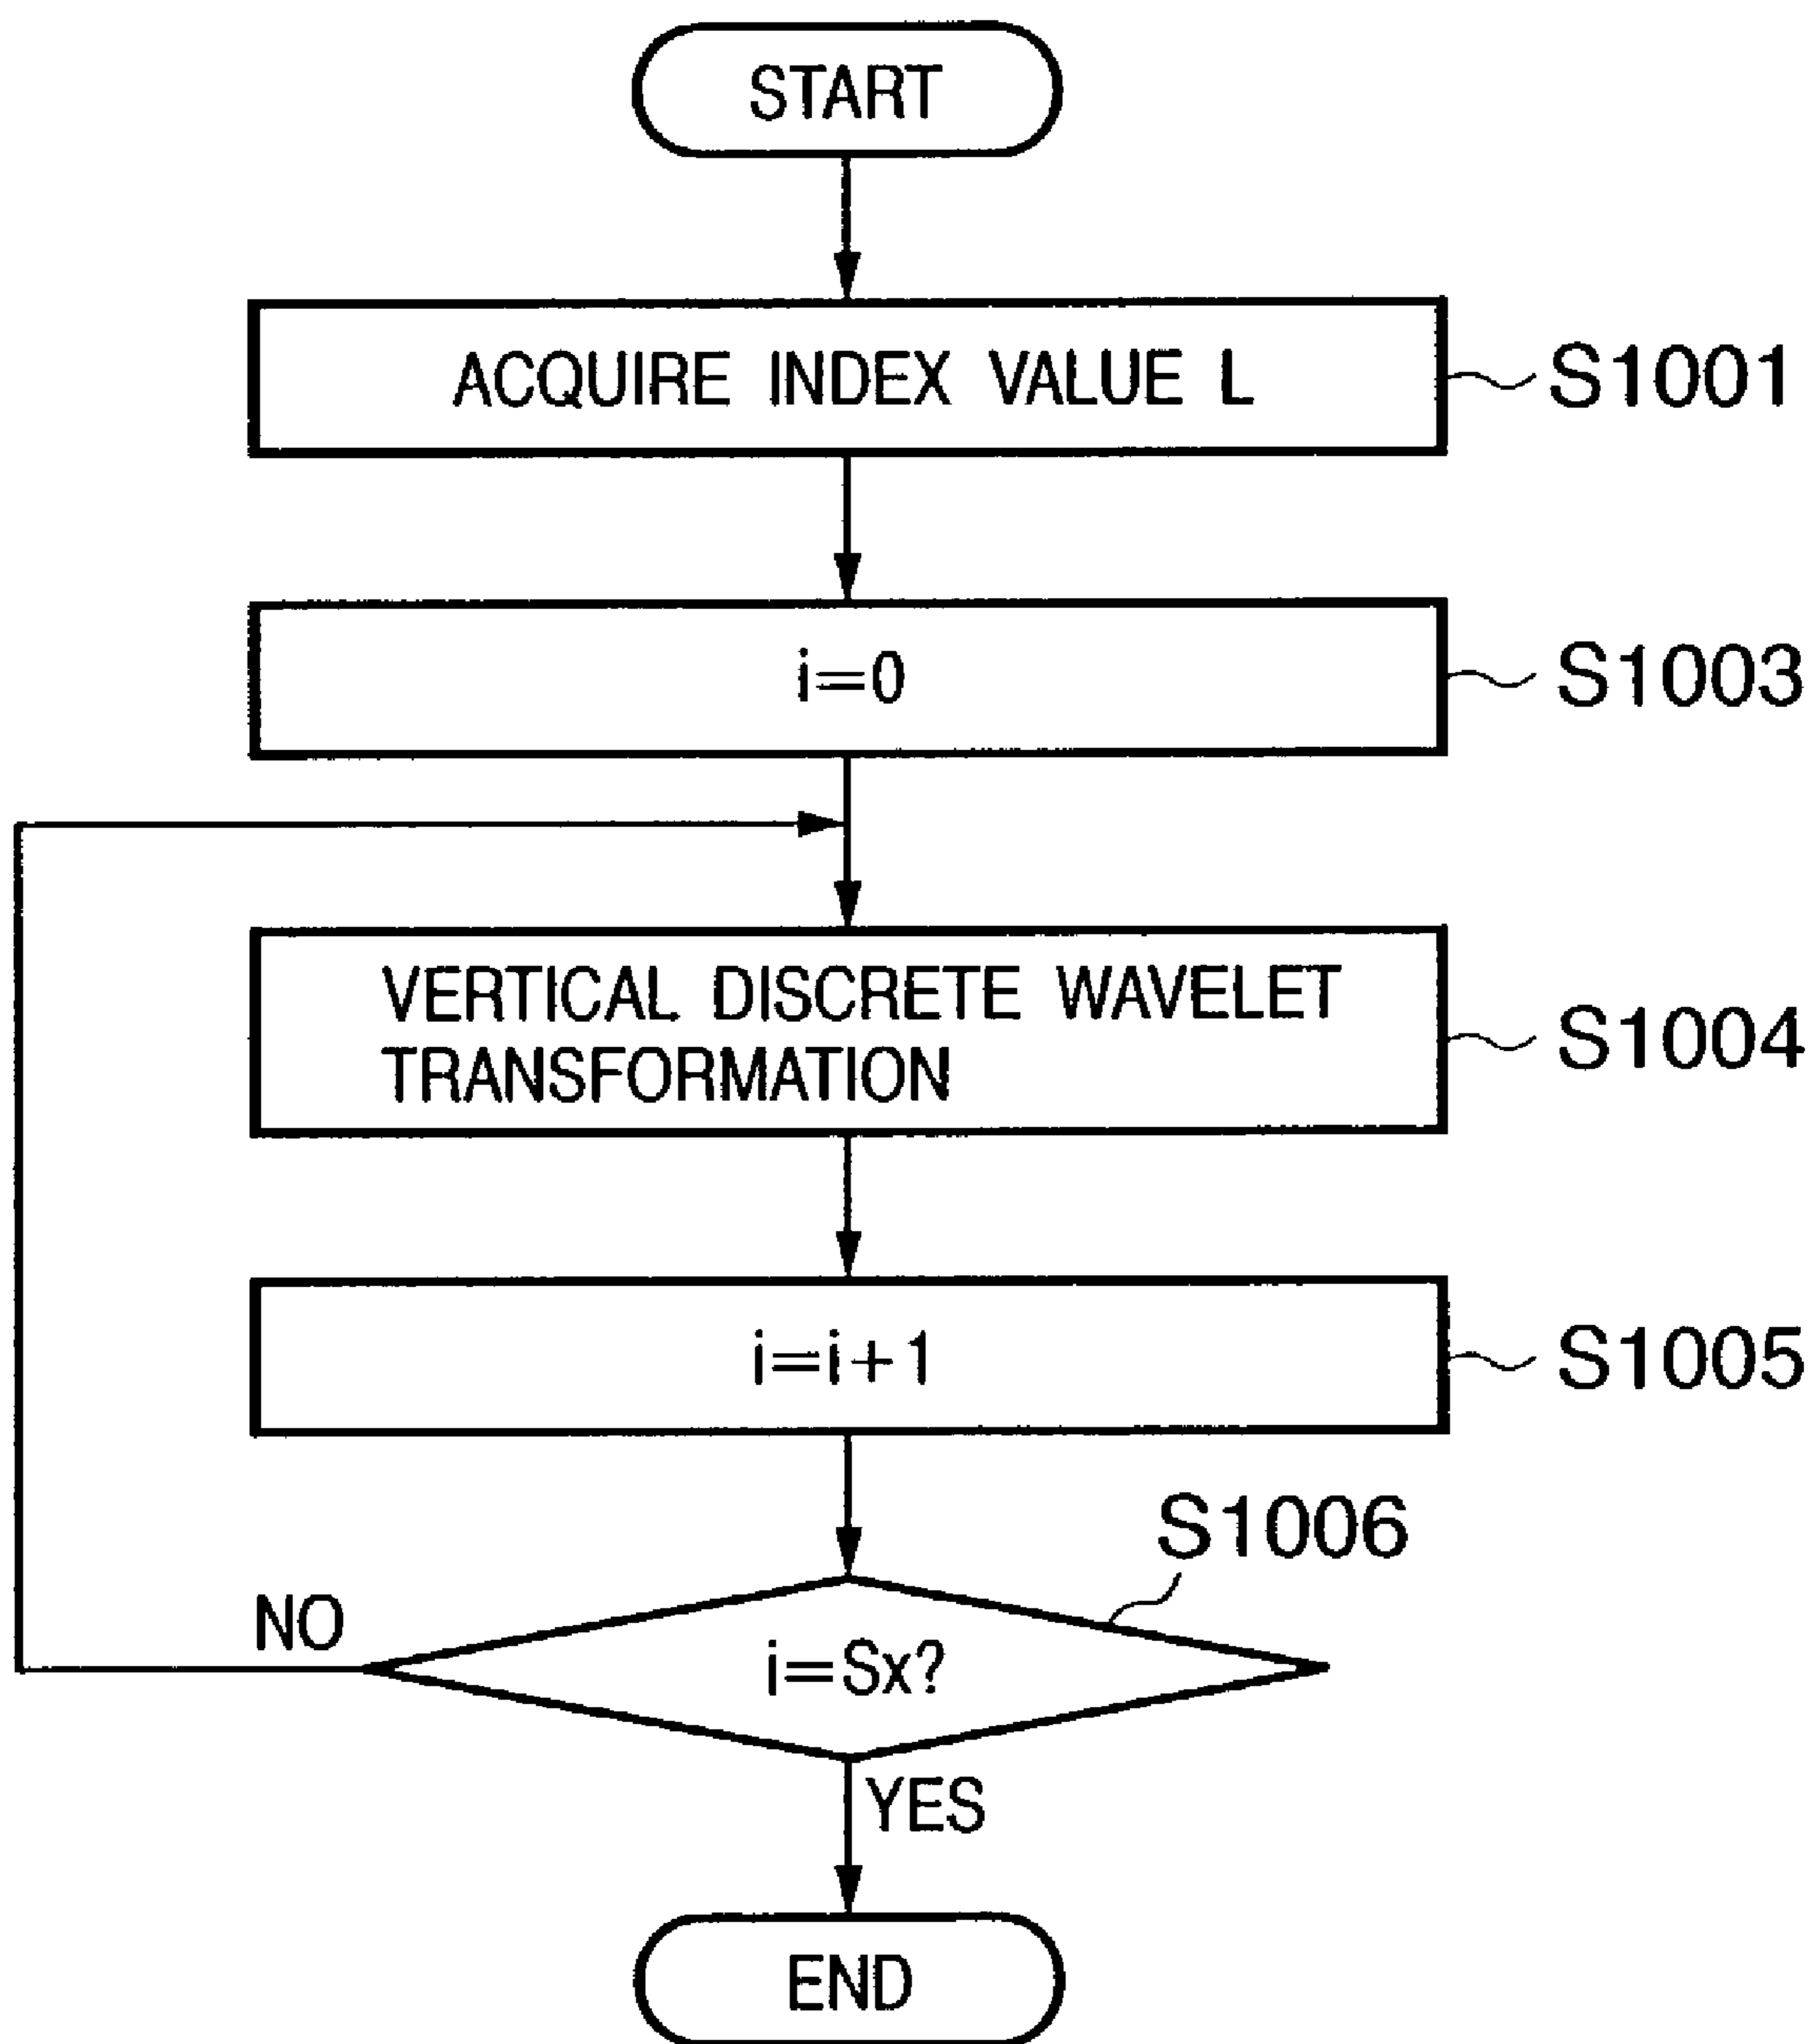 START
ACQUIRE INDEX VALUE L
S1001
i=0
S1003
VERTICAL DISCRETE WAVELET
TRANSFORMATION
S1004
i=i+1
S1005
S1006
NO
i=Sx?
YES
END